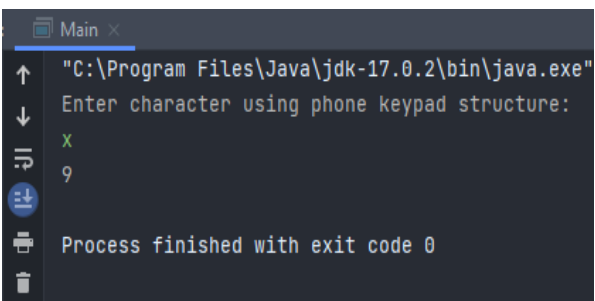 Main
"C:\Program Files\Java\jdk-17.0.2\bin\java.exe"
Enter character using phone keypad structure:
x
9
Process finished with exit code 0